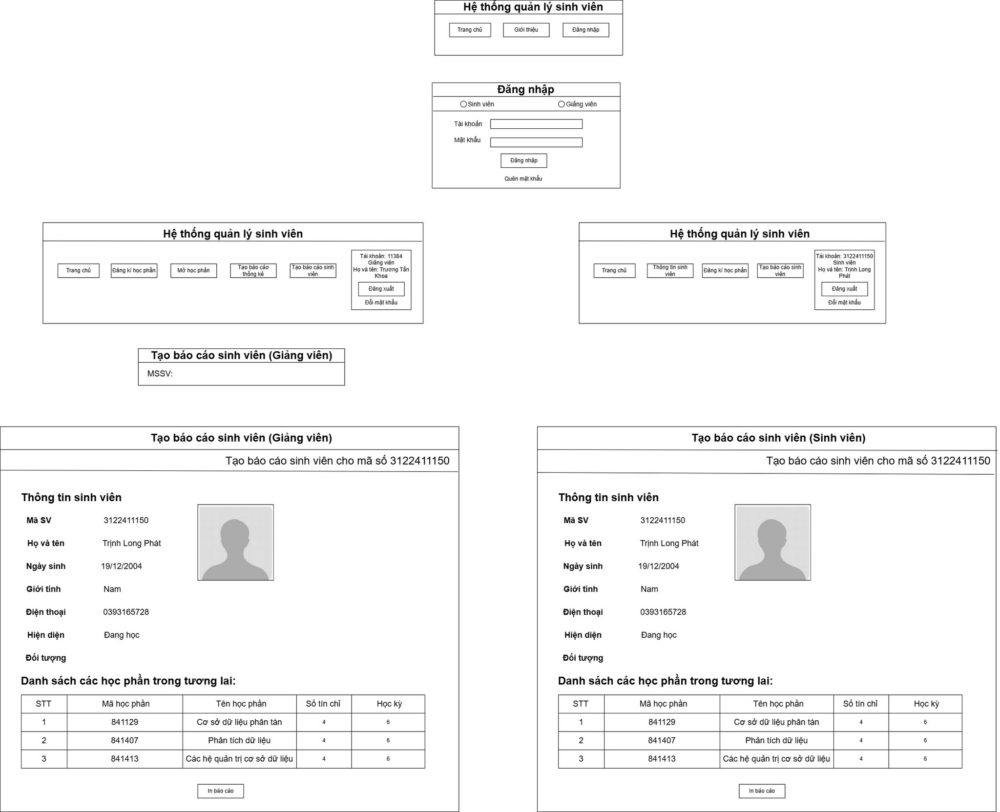 Hệ thống quản lý sinh viên
Trang chủ
Giới thiệu
Đăng nhập
Đăng nhập
Sinh viên
Giảng viên
Tài khoản
Mật khẩu
Đăng nhập
Quên mật khẩu
Hệ thống quản lý sinh viên
Trang chủ
Đăng kí học phần
Mở học phần
Tạo báo cáo
thống kê
Tạo báo cáo sinh
viên
Tài khoản: 11384
Giảng viên
Họ và tên: Trương Tấn
Khoa
Đăng xuất
Đổi mật khẩu
Hệ thống quản lý sinh viên
Trang chủ
Thông tin sinh
viên
Đăng kí học phần
Tạo báo cáo sinh
viên
Tài khoản: 3122411150
Sinh viên
Họ và tên: Trịnh Long
Phát
Đăng xuất
Đổi mật khẩu
Tạo báo cáo sinh viên (Giảng viên)
MSSV:
Tạo báo cáo sinh viên (Giảng viên)
Tạo báo cáo sinh viên cho mã số 3122411150
Thông tin sinh viên
Mã SV 3122411150
Họ và tên Trịnh Long Phát
Ngày sinh 19/12/2004
Giới tính Nam
Điện thoại 0393165728
Hiện diện Đang học
Đối tượng
Danh sách các học phần trong tương lai:
STT Mã học phần Tên học phần Số tín chỉ Học kỳ
1 841129 Cơ sở dữ liệu phân tán 4 6
2 841407 Phân tích dữ liệu 4 6
3 841413 Các hệ quản trị cơ sở dữ liệu 4 6
In báo cáo
Tạo báo cáo sinh viên (Sinh viên)
Tạo báo cáo sinh viên cho mã số 3122411150
Thông tin sinh viên
Mã SV 3122411150
Họ và tên Trịnh Long Phát
Ngày sinh 19/12/2004
Giới tính Nam
Điện thoại 0393165728
Hiện diện Đang học
Đối tượng
Danh sách các học phần trong tương lai:
STT Mã học phần Tên học phần Số tín chỉ Học kỳ
1 841129 Cơ sở dữ liệu phân tán 4 6
2 841407 Phân tích dữ liệu 4 6
3 841413 Các hệ quản trị cơ sở dữ liệu 4 6
In báo cáo